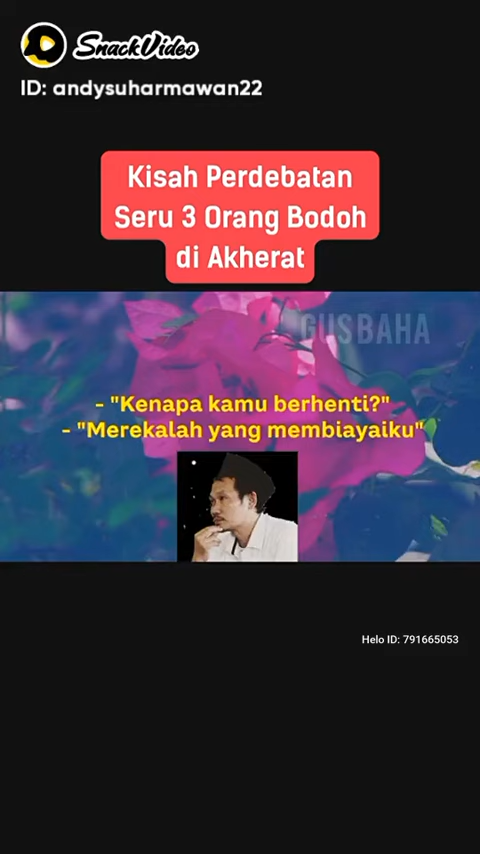 SnackVideo
ID: andysuharmawan22
Kisah Perdebatan
Seru 3 Orang Bodoh
di Akherat
GUSBAHA
- "Kenapa kamu berhenti?"
- "Merekalah yang membiayaiku"
Helo ID: 791665053